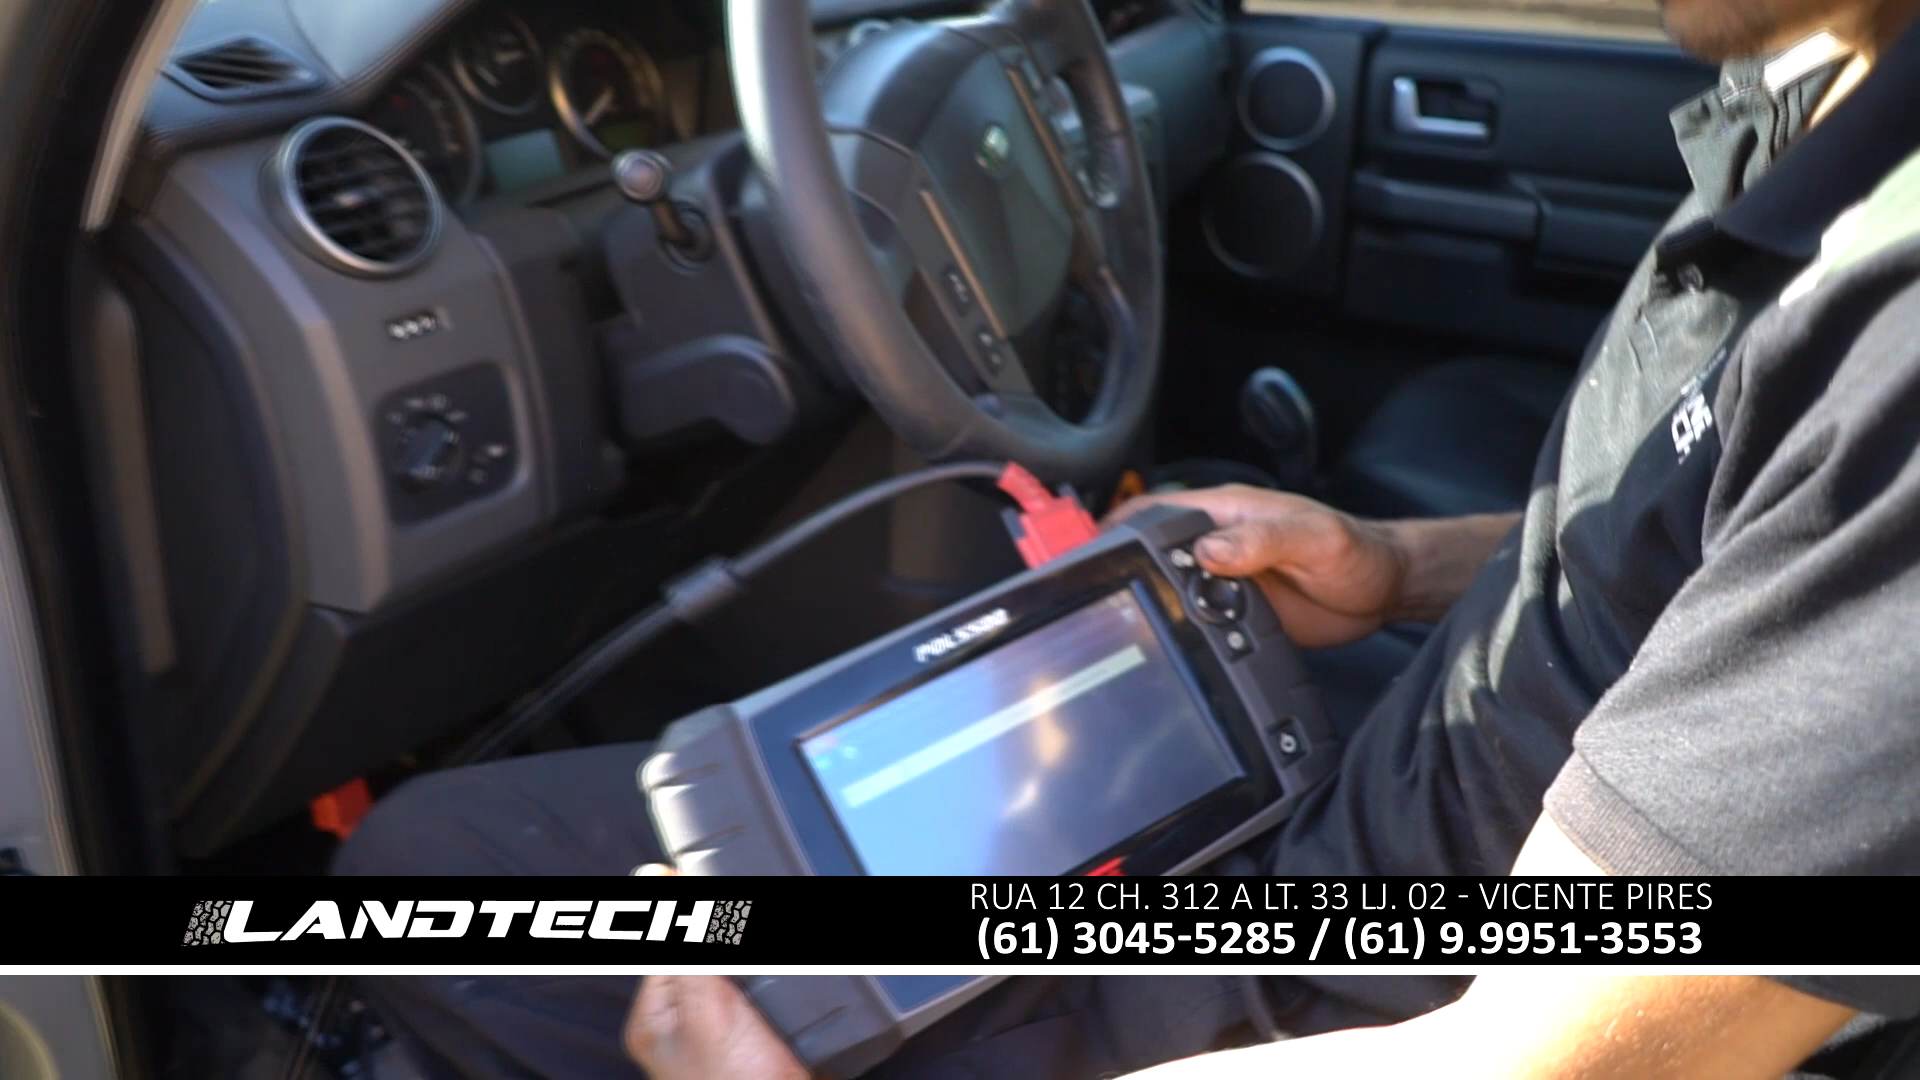 LANDTECH
RUA 12 CH. 312 A LT. 33 LJ. 02 - VICENTE PIRES
(61) 3045-5285 / (61) 9.9951-3553